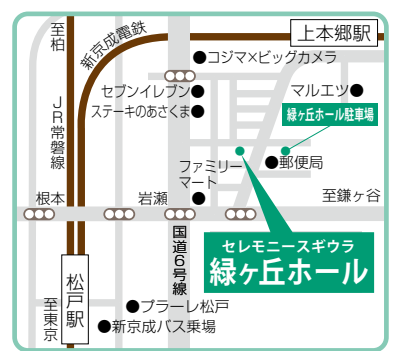 至柏
新京成電鉄
上本郷駅
コジマ×ビッグカメラ
JR常磐線
セブンイレブン
ステーキのあさくま
マルエツ
緑ヶ丘ホール駐車場
ファミリー
マート
郵便局
根本
岩瀬
至鎌ヶ谷
国道6号線
セレモニースギウラ
緑ヶ丘ホール
松戸駅
至東京
プラーレ松戸
新京成バス乗場